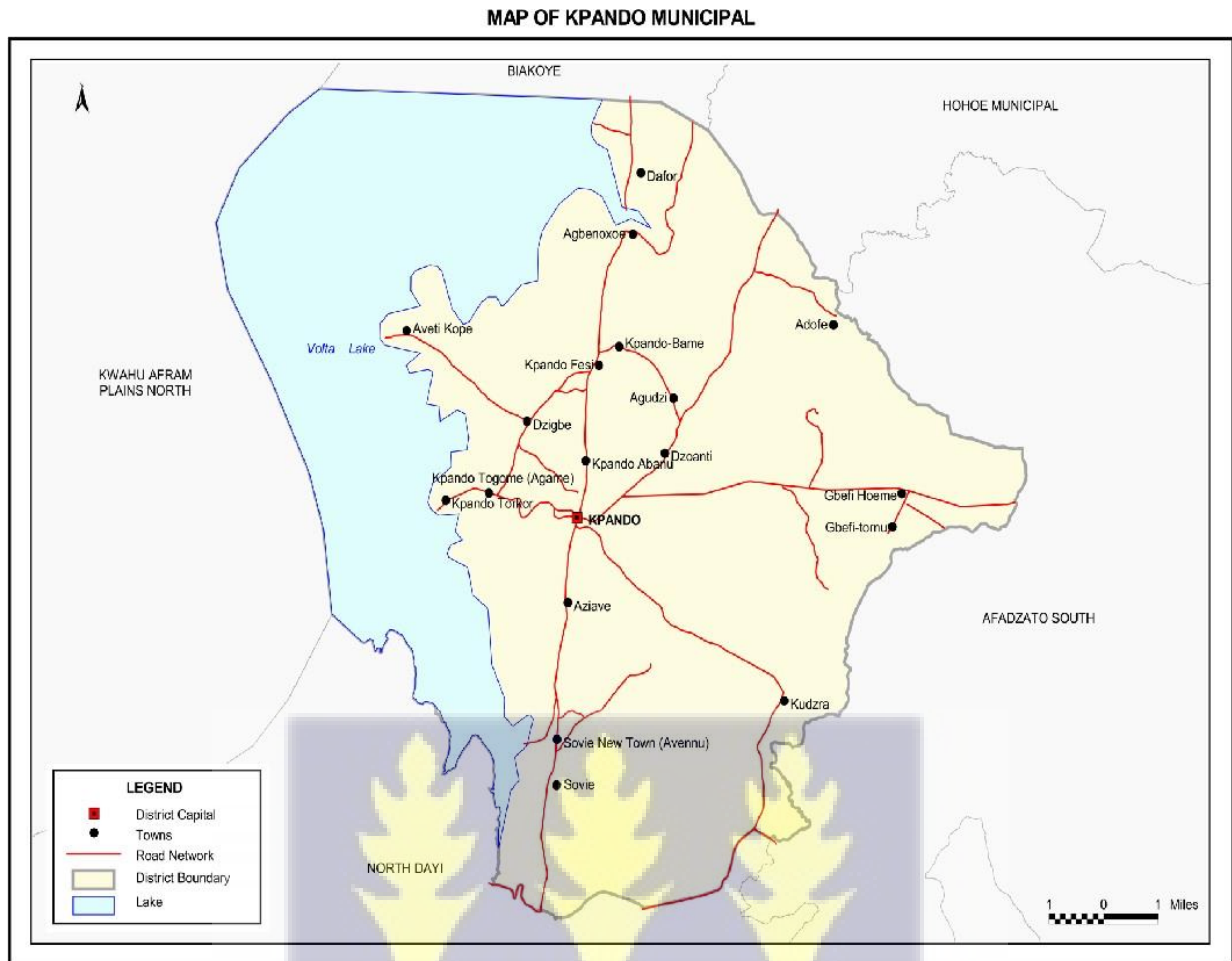 MAP OF KPANDO MUNICIPAL
BIAKOYE
HOHOE MUNICIPAL
Dafor
Agbenoxoe
Adofe
Aveti Kope
Volta Lake
Kpando-Bame
Kpando Fesi
KWAHU AFRAM
PLAINS NORTH
Agudzi
Dzigbe
Dzoanti
Kpando Abanu
Kpando Togome (Agame)
Kpando Torkor
Gbefi Hoeme
KPANDO
Gbefi-tornu
Aziave
AFADZATO SOUTH
Kudzra
Sovie New Town (Avennu)
Sovie
LEGEND
District Capital
Towns
Road Network
District Boundary
Lake
NORTH DAYI
1 0 1 Miles